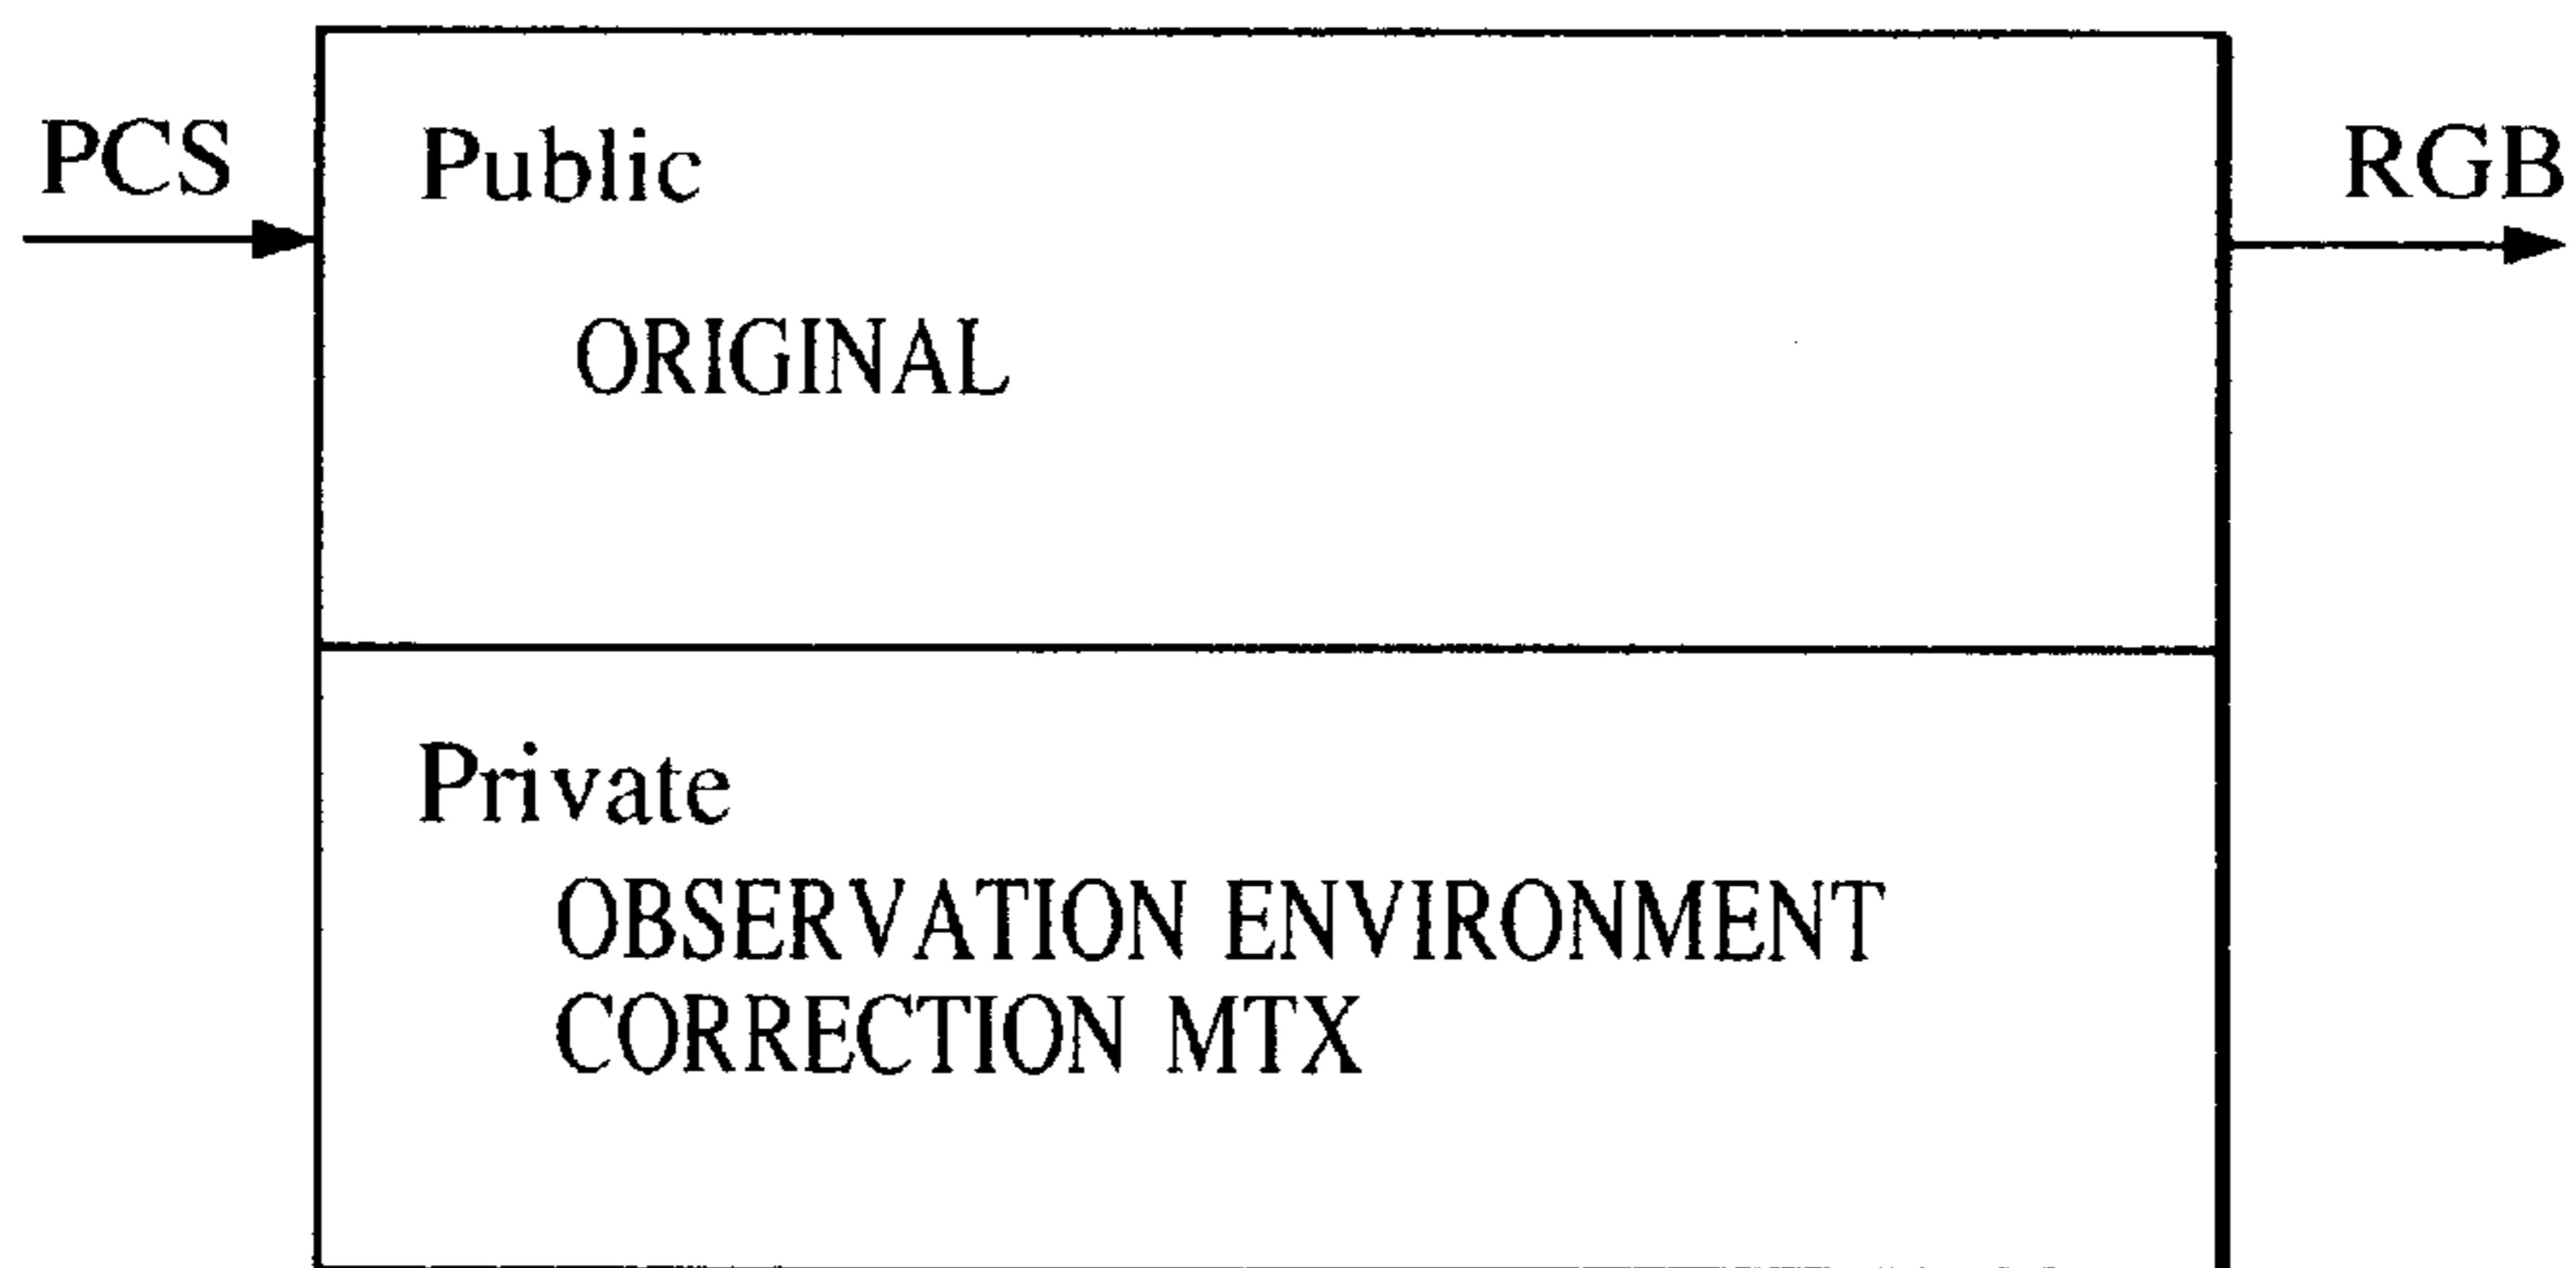 PCS
Public
RGB
ORIGINAL
Private
OBSERVATION ENVIRONMENT
CORRECTION MTX